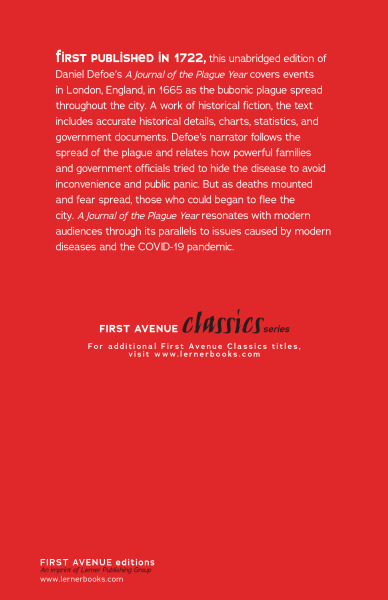 FIRST PUBLISHED IN 1722, this unabridged edition of
Daniel Defoe's A Journal of the Plague Year covers events
in London, England, in 1665 as the bubonic plague spread
throughout the city. A work of historical fiction, the text
includes accurate historical details, charts, statistics, and
government documents. Defoe's narrator follows the
spread of the plague and relates how powerful families
and government officials tried to hide the disease to avoid
inconvenience and public panic. But as deaths mounted
and fear spread, those who could began to flee the
city. A Journal of the Plague Year resonates with modern
audiences through its parallels to issues caused by modern
diseases and the COVID-19 pandemic.
FIRST AVENUE classics series
For additional First Avenue Classics titles,
visit www.lernerbooks.com
FIRST AVENUE editions
An imprint of Lerner Publishing Group
www.lernerbooks.com